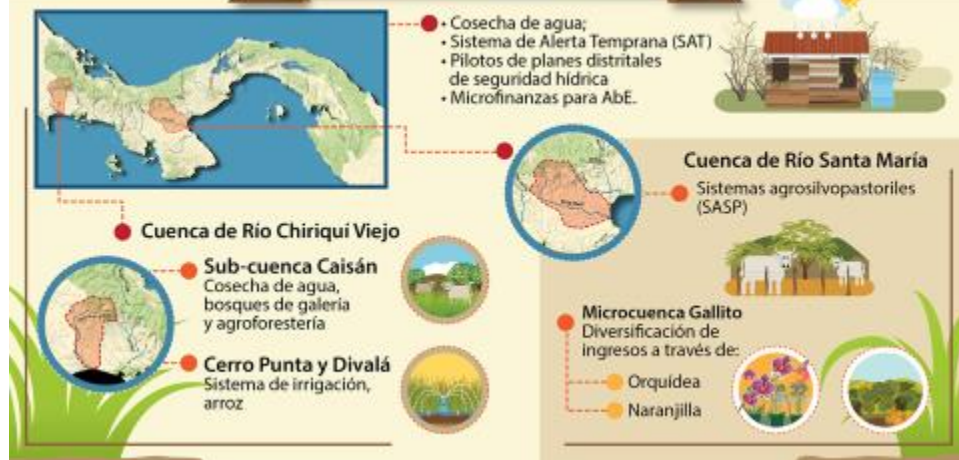 • Cosecha de agua;
• Sistema de Alerta Temprana (SAT)
• Pilotos de planes distritales
de seguridad hídrica
• Microfinanzas para AbE.
Cuenca de Río Santa María
Sistemas agrosilvopastoriles
(SASP)
Cuenca de Río Chiriquí Viejo
Sub-cuenca Caisán
Cosecha de agua,
bosques de galería
y agroforestería
Cerro Punta y Divalá
Sistema de irrigación,
arroz
Microcuenca Gallito
Diversificación de
ingresos a través de:
Orquídea
Naranjilla